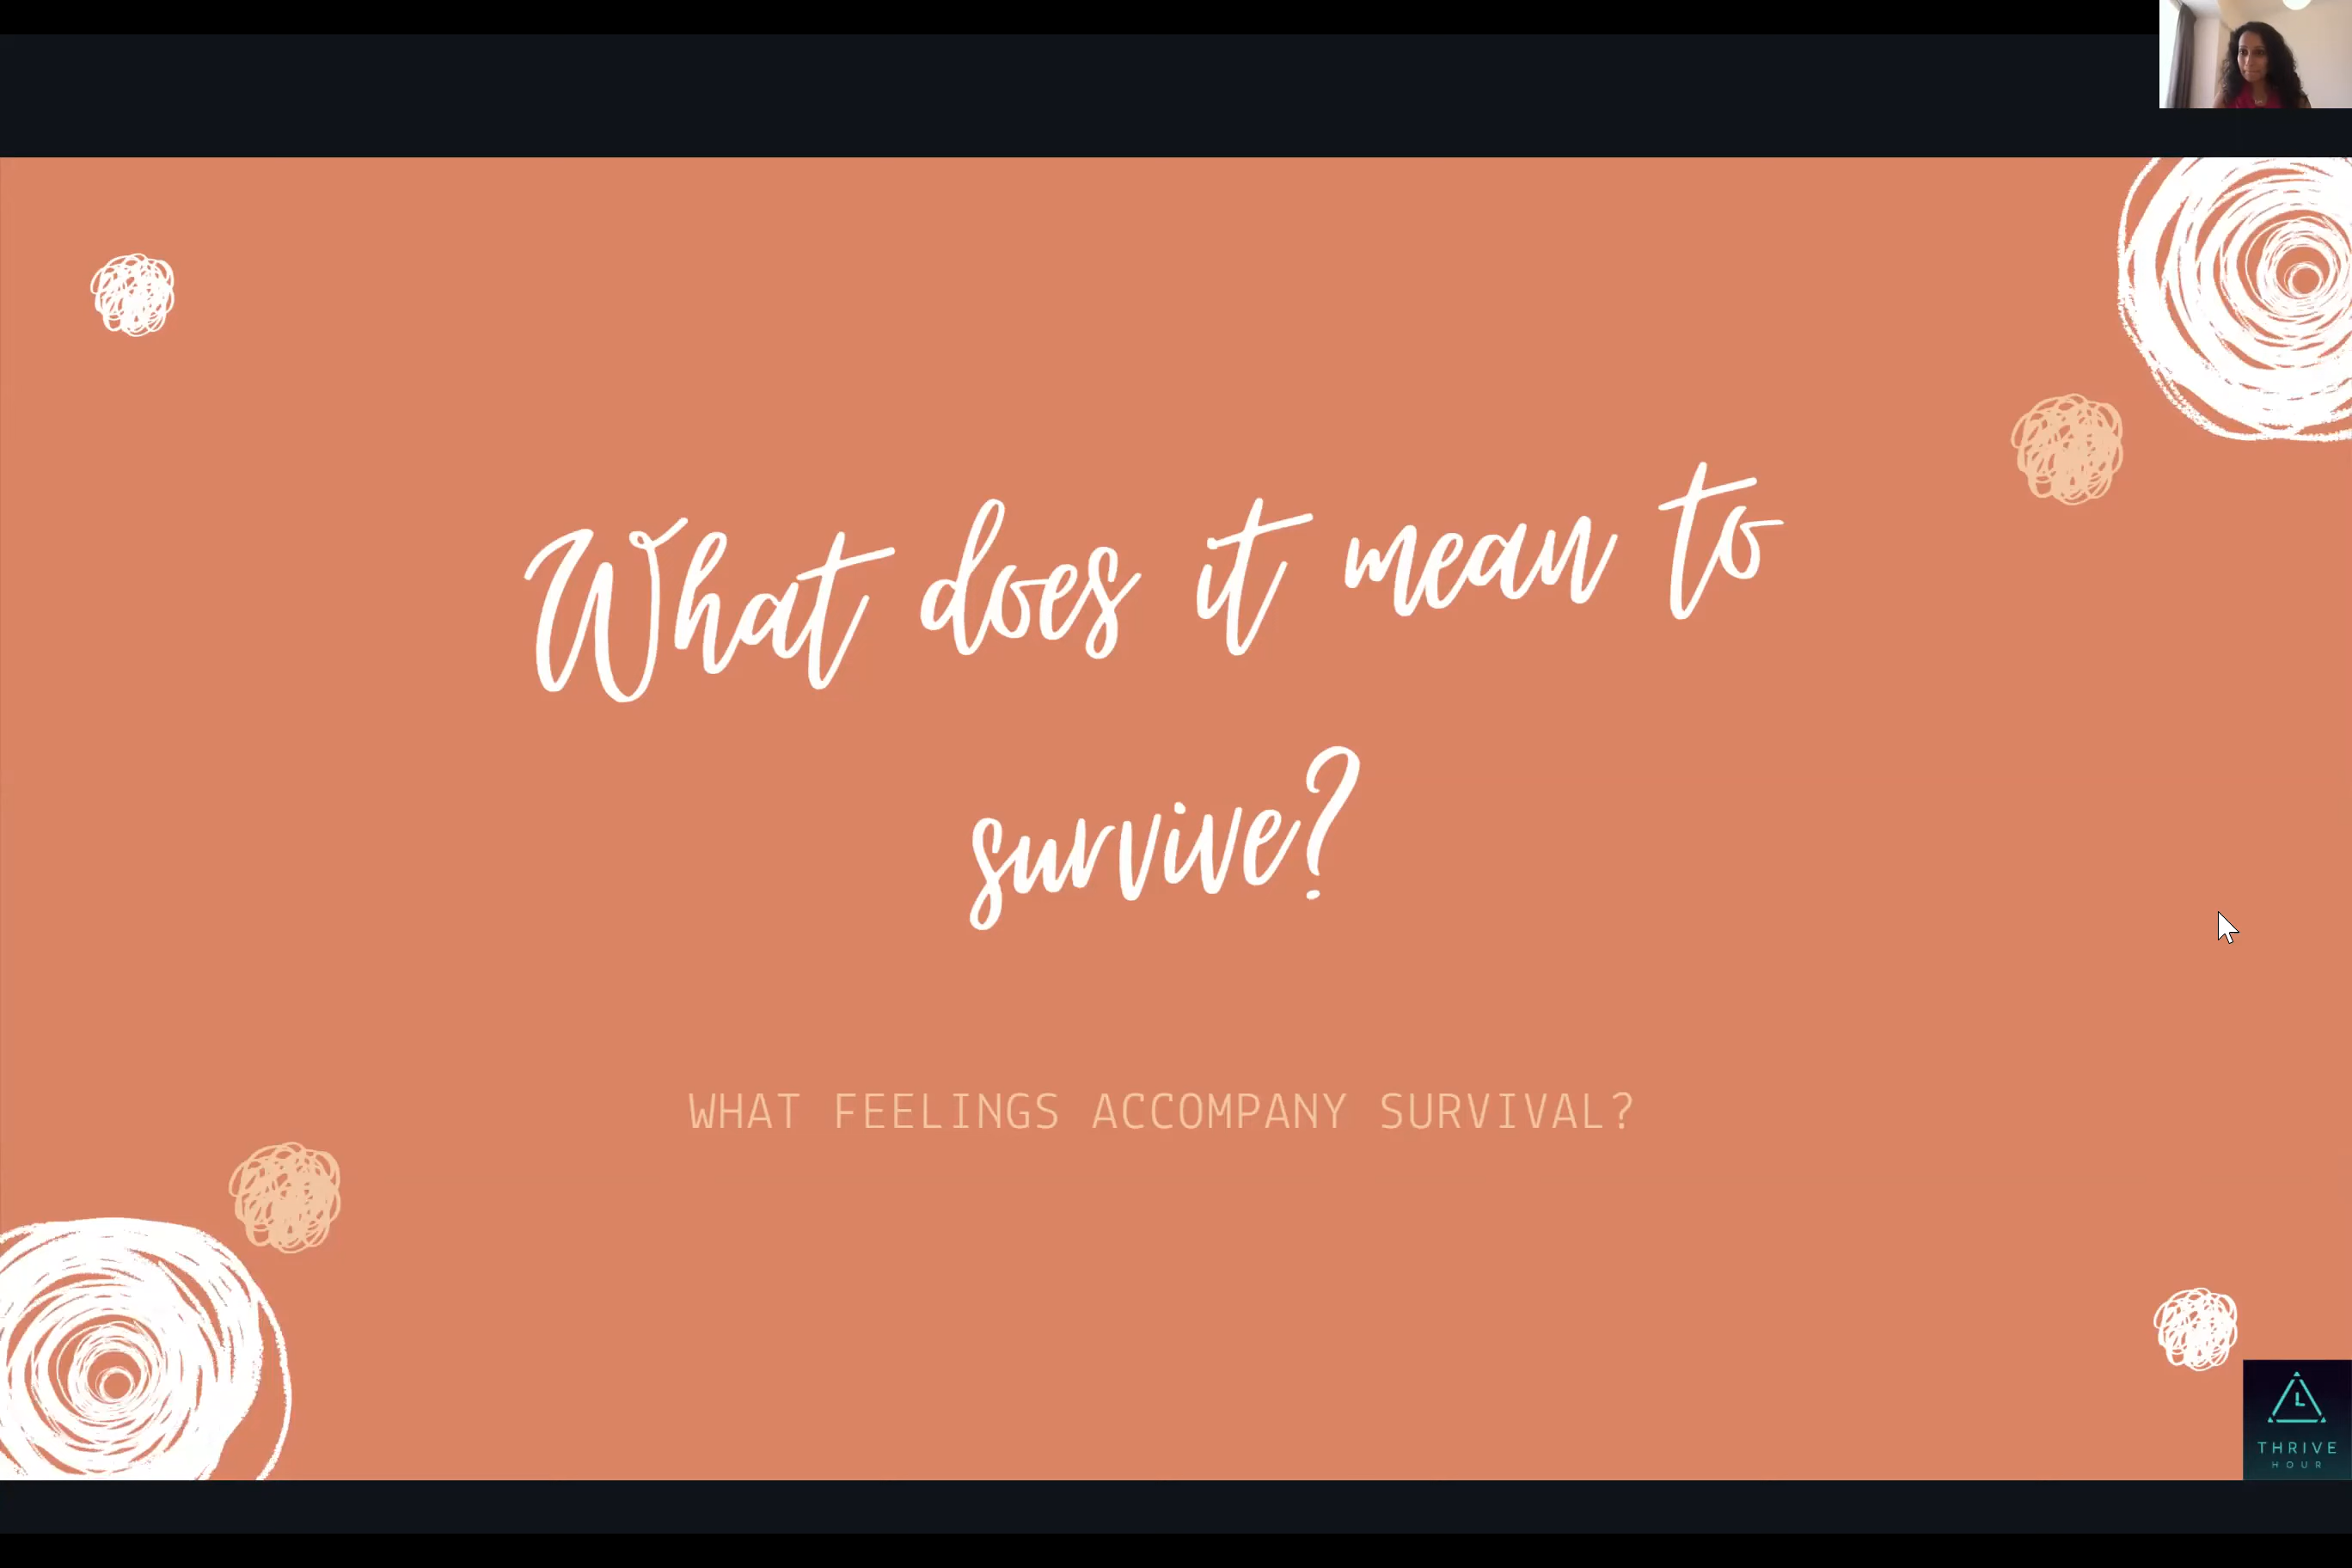 What does it mean to
survive?
WHAT FEELINGS ACCOMPANY SURVIVAL?
L
THRIVE
HOUR